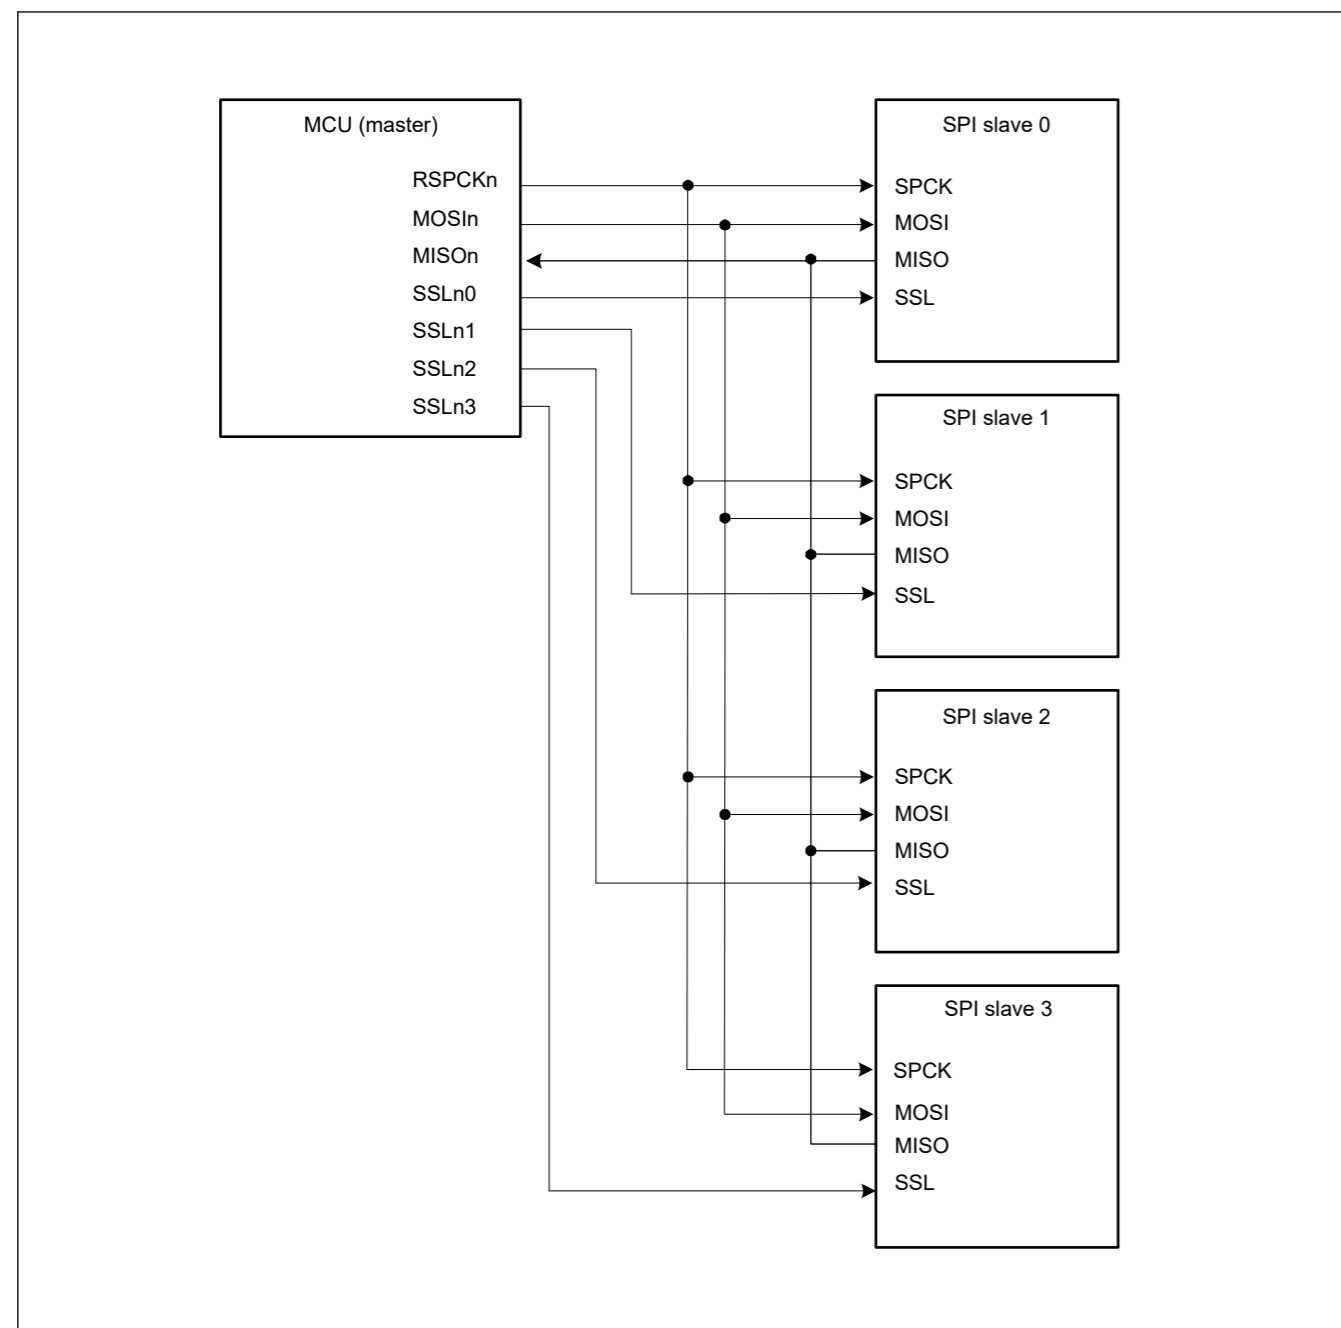 MCU (master)
RSPCKn
MOSIn
MISOn
SSLn0
SSLn1
SSLn2
SSLn3
SPI slave 0
SPCK
MOSI
MISO
SSL
SPI slave 1
SPCK
MOSI
MISO
SSL
SPI slave 2
SPCK
MOSI
MISO
SSL
SPI slave 3
SPCK
MOSI
MISO
SSL